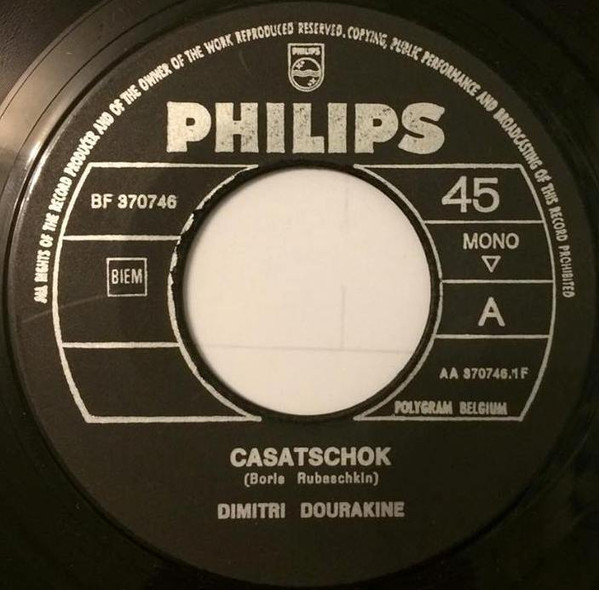 ALL RIGHTS OF THE RECORD PRODUCER AND OF THE OWNER OF THE WORK REPRODUCED RESERVED. COPYING, PUBLIC PERFORMANCE AND BROADCASTING OF THIS RECORD PROHIBITED
PHILIPS
PHILIPS
BF 370746
45
MONO
BIEM
A
AA 370746.1F
POLYGRAM BELGIUM
CASATSCHOK
(Boris Rubaschkin)
DIMITRI DOURAKINE